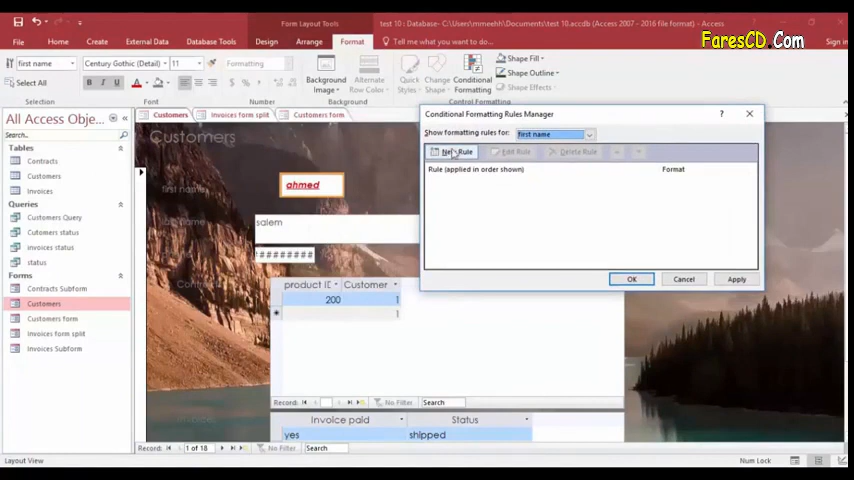 Form Layout Tools
test 10 : Database- C:\Users\mmehh\Documents\test 10.accdb (Access 2007 - 2016 file format) - Access
FaresCD.Com
File Home Create External Data Database Tools Design Arrange Format Tell me what you want to do...
Sign in
first name
Select All
Selection
Century Gothic (Detail) 11
B I U
Font
Formatting
$ % ,
Number
Background Image
Alternate Row Color
Background
Quick Styles
Change Shape
Conditional Formatting
Shape Fill
Shape Outline
Control Formatting
All Access Obje...
Tables
Contracts
Customers
Invoices
Queries
Customers Query
Cutomers status
invoices status
status
Forms
Contracts Subform
Customers
Customers form
Invoices form split
Invoices Subform
Customers Invoices form split Customers form
Customers
first name
ahmed
salem
#########
product ID Customer
200 1
1
Record: No Filter Search
Invoices
Invoice paid Status
yes shipped
Record: 1 of 18 No Filter Search
Conditional Formatting Rules Manager
? ×
Show formatting rules for: first name
New Rule Edit Rule Delete Rule
Rule (applied in order shown) Format
OK Cancel Apply
Layout View
Num Lock